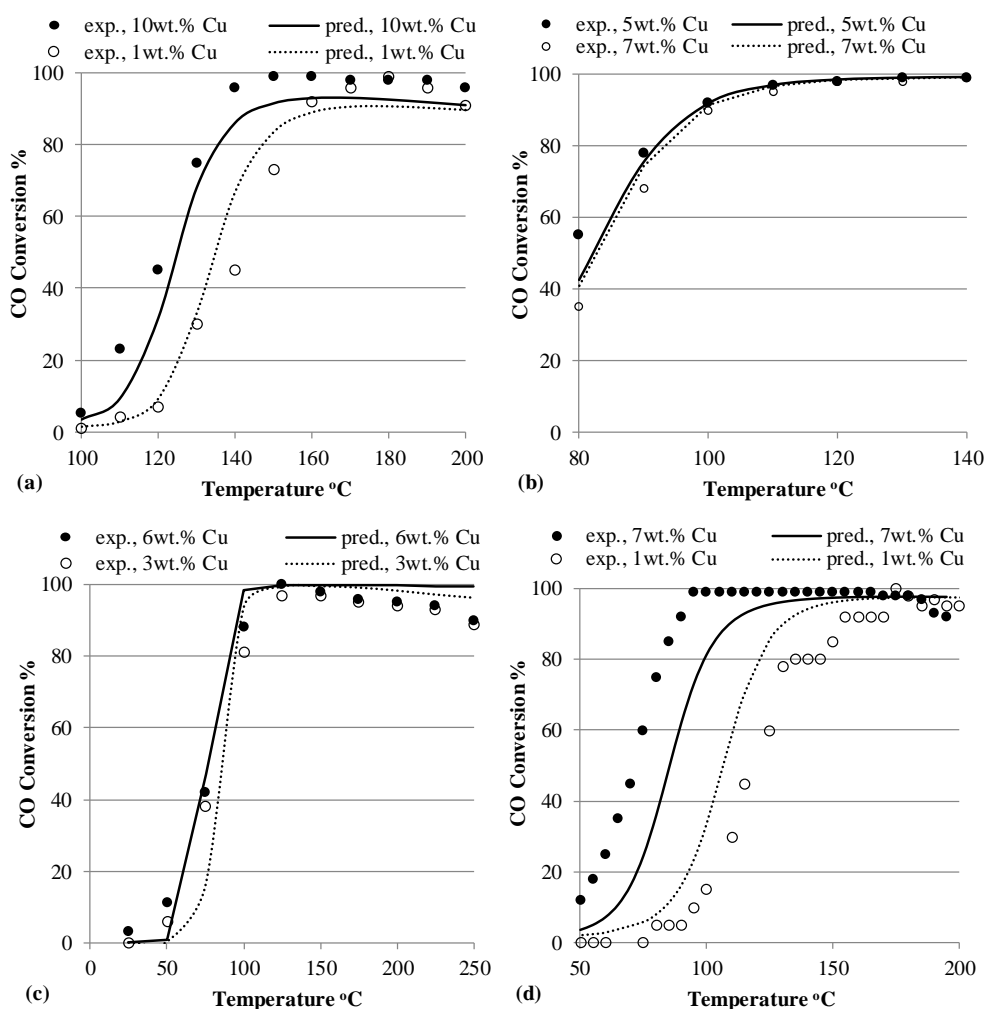 exp., 10wt.% Cu pred., 10wt.% Cu
exp., 1wt.% Cu pred., 1wt.% Cu
100
80
60
40
20
0
CO Conversion %
100 120 140 160 180 200
(a) Temperature °C
exp., 5wt.% Cu pred., 5wt.% Cu
exp., 7wt.% Cu pred., 7wt.% Cu
100
80
60
40
20
0
CO Conversion %
80 100 120 140
(b) Temperature °C
exp., 6wt.% Cu pred., 6wt.% Cu
exp., 3wt.% Cu pred., 3wt.% Cu
100
80
60
40
20
0
CO Conversion %
0 50 100 150 200 250
(c) Temperature °C
exp., 7wt.% Cu pred., 7wt.% Cu
exp., 1wt.% Cu pred., 1wt.% Cu
100
80
60
40
20
0
CO Conversion %
50 100 150 200
(d) Temperature °C